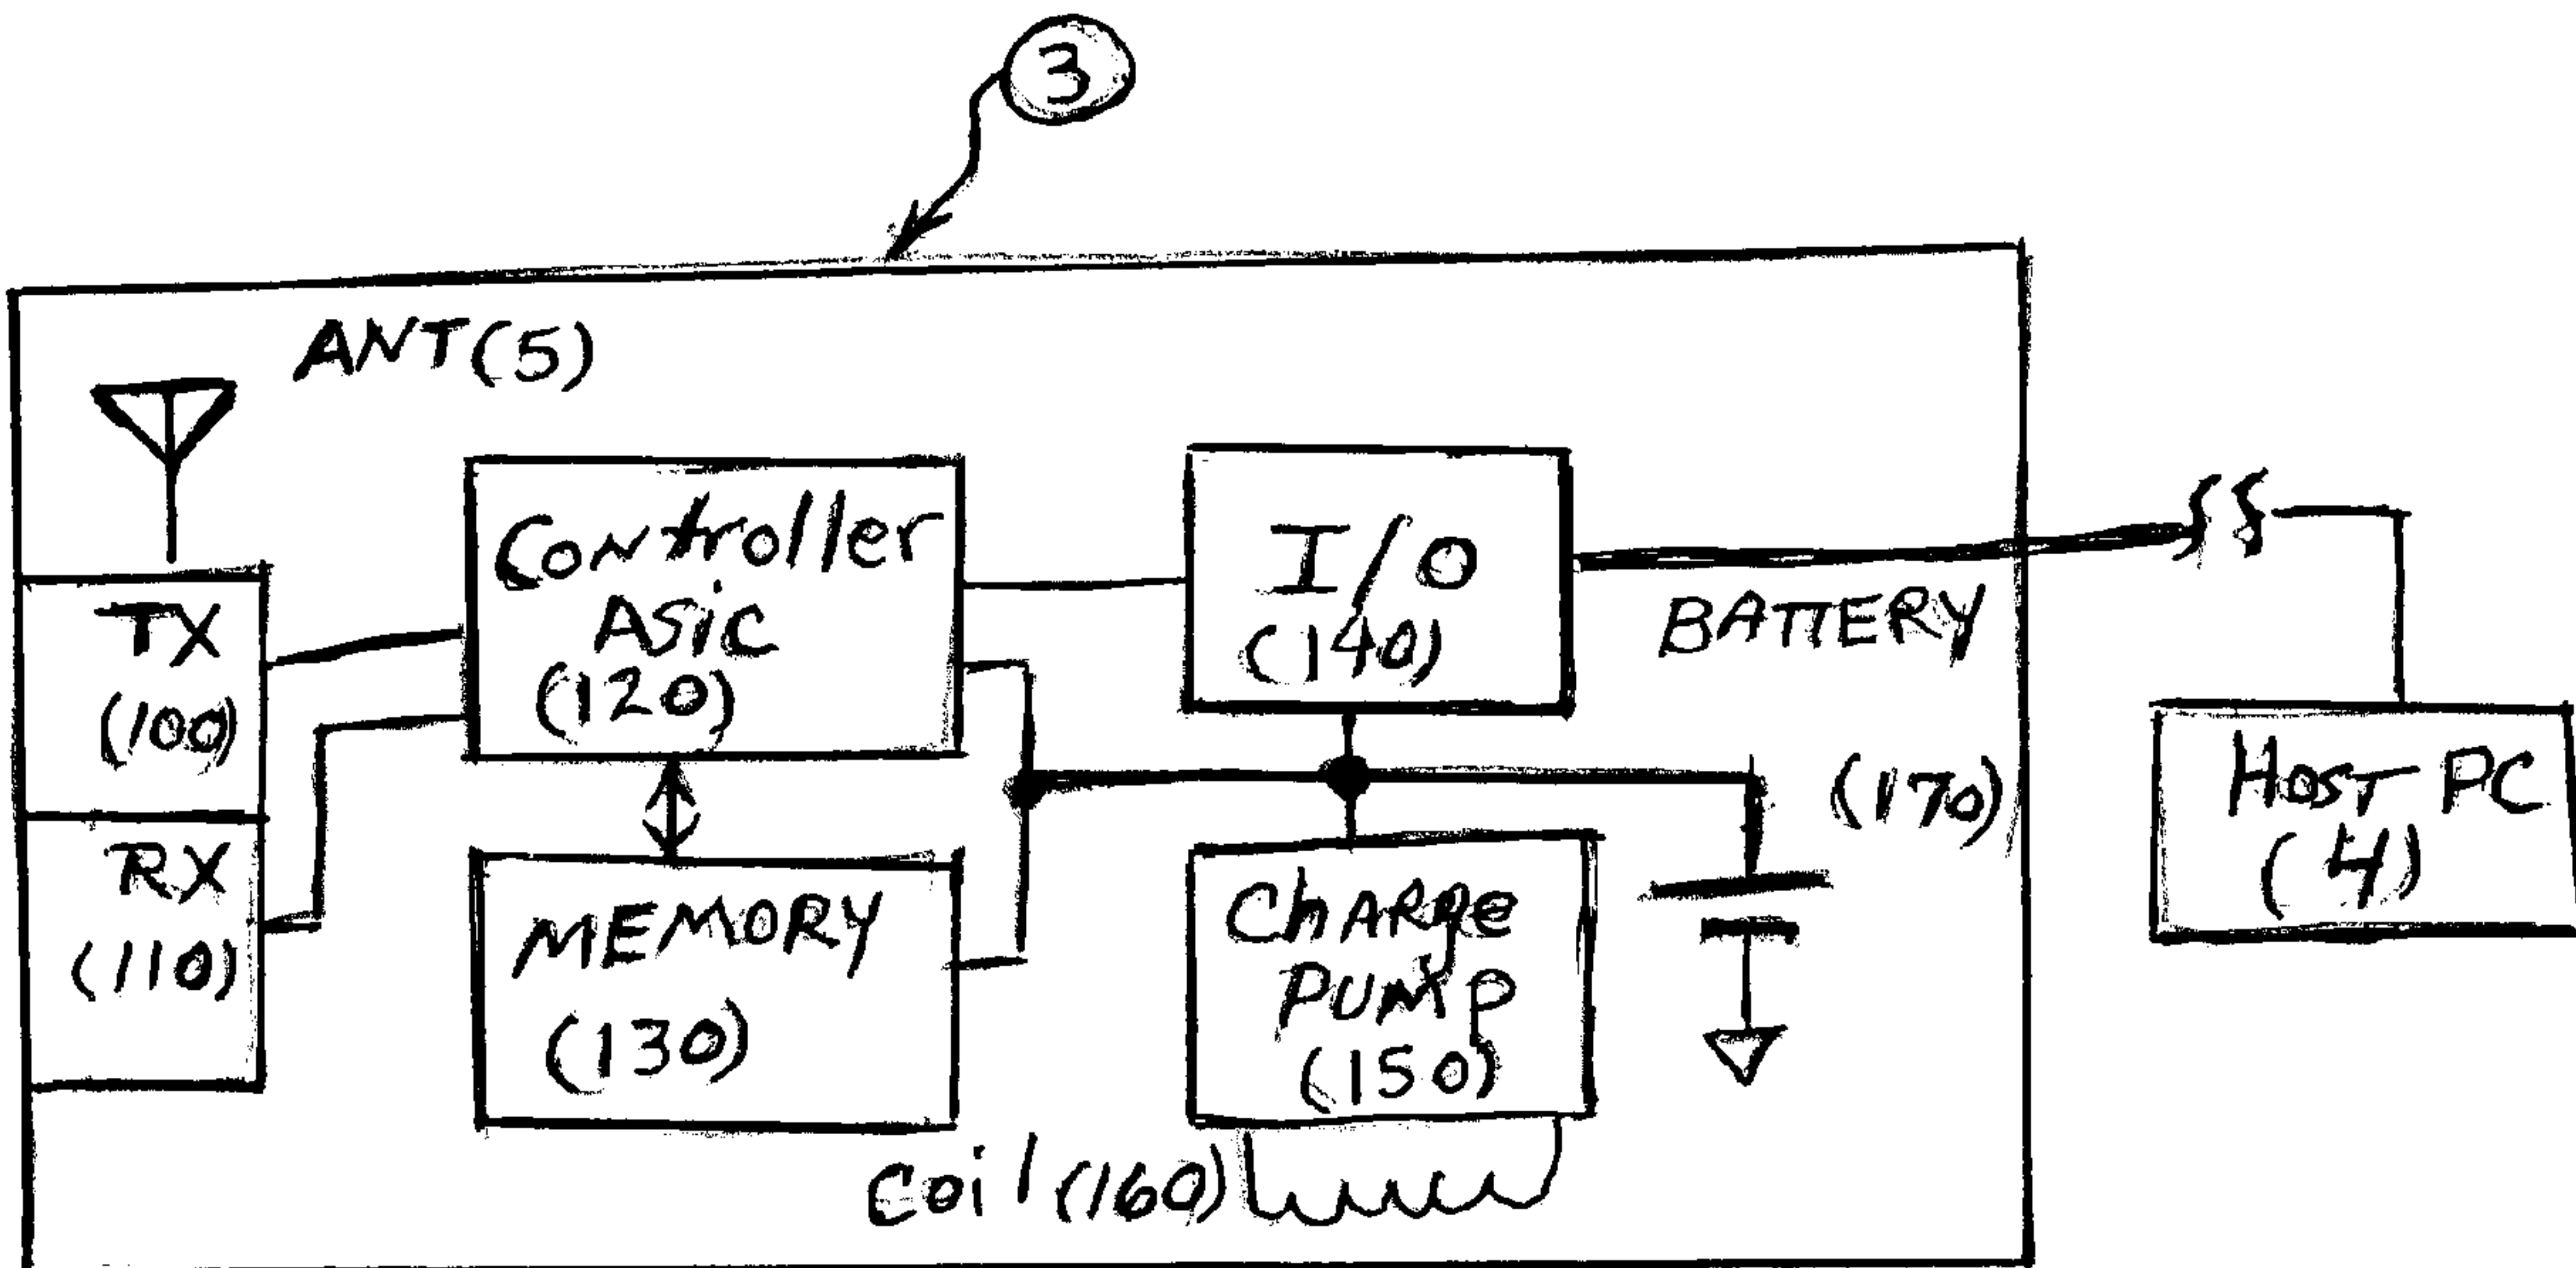 3
ANT(5)
Controller
ASIC
(120)
I/O
(140)
BATTERY
(170)
TX
(100)
RX
(110)
MEMORY
(130)
Charge
PUMP
(150)
Coil (160)
HOST PC
(4)